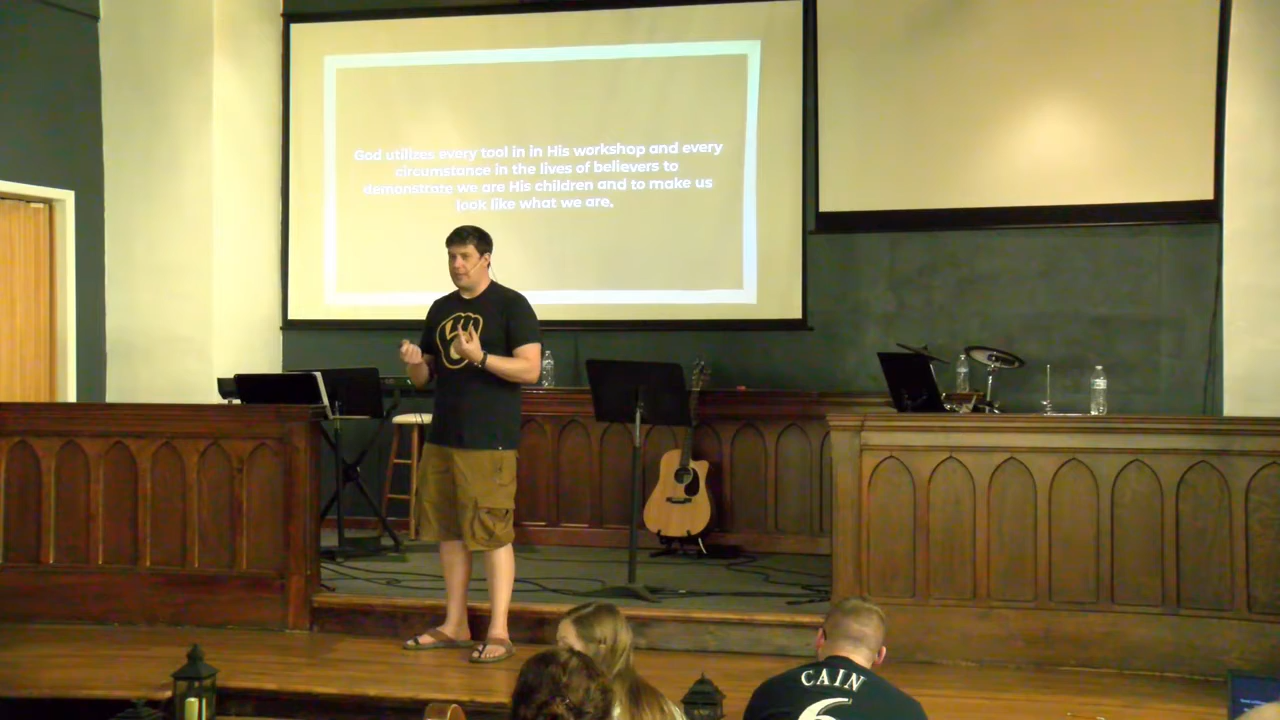 God utilizes every tool in in His workshop and every
circumstance in the lives of believers to
demonstrate we are His children and to make us
look like what we are.
CAIN
6